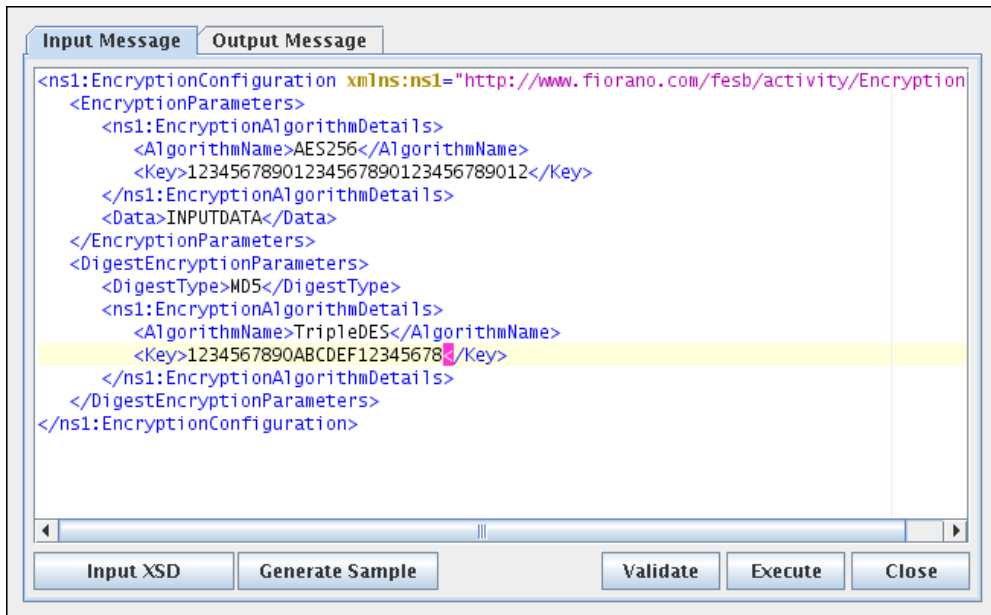 Input Message Output Message
<ns1:EncryptionConfiguration xmlns:ns1="http://www.fiorano.com/fesb/activity/Encryption
<EncryptionParameters>
<ns1:EncryptionAlgorithmDetails>
<AlgorithmName>AES256</AlgorithmName>
<Key>12345678901234567890123456789012</Key>
</ns1:EncryptionAlgorithmDetails>
<Data>INPUTDATA</Data>
</EncryptionParameters>
<DigestEncryptionParameters>
<DigestType>MD5</DigestType>
<ns1:EncryptionAlgorithmDetails>
<AlgorithmName>TripleDES</AlgorithmName>
<Key>1234567890ABCDEF12345678</Key>
</ns1:EncryptionAlgorithmDetails>
</DigestEncryptionParameters>
</ns1:EncryptionConfiguration>
Input XSD Generate Sample Validate Execute Close